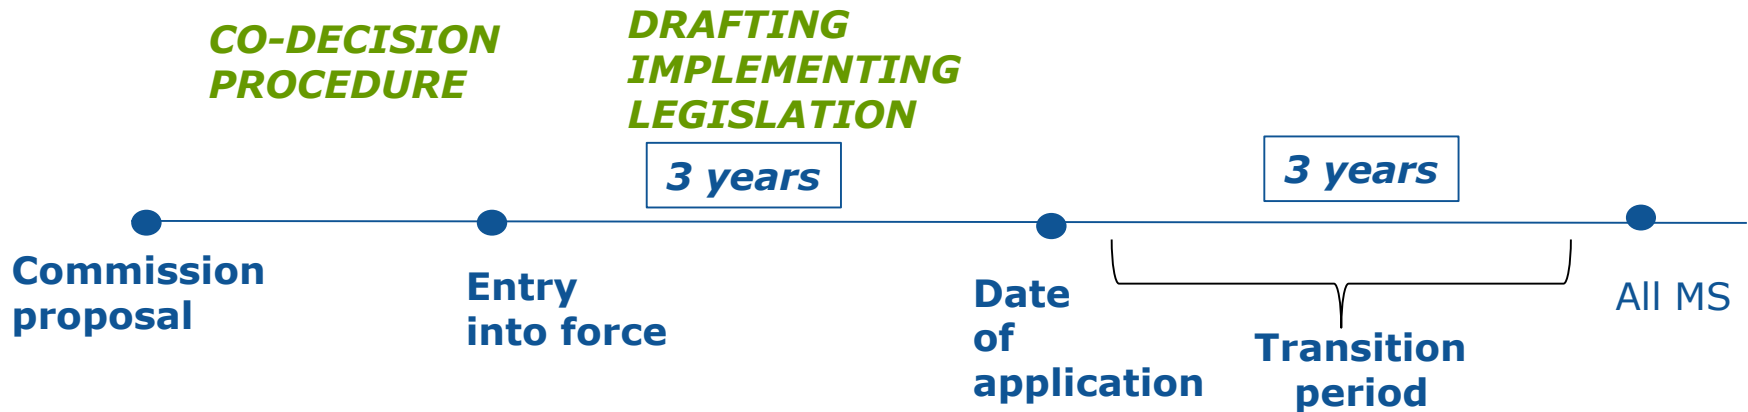 CO-DECISION
PROCEDURE
DRAFTING
IMPLEMENTING
LEGISLATION
3 years
3 years
Commission
proposal
Entry
into force
Date
of
application
Transition
period
All MS